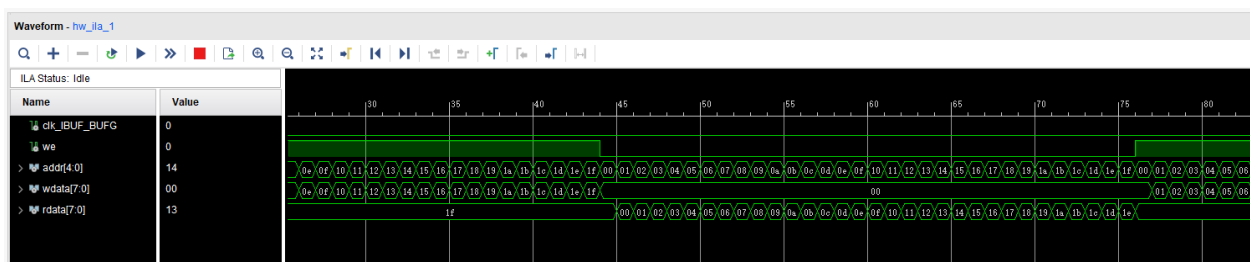 Waveform - hw_ila_1
ILA Status: Idle
Name Value
30 35 40 45 50 55 60 65 70 75 80
clk_IBUF_BUFG 0
we 0
addr[4:0] 14 0e 0f 10 11 12 13 14 15 16 17 18 19 1a 1b 1c 1d 1e 1f 00 01 02 03 04 05 06 07 08 09 0a 0b 0c 0d 0e 0f 10 11 12 13 14 15 16 17 18 19 1a 1b 1c 1d 1e 1f 00 01 02 03 04 05 06
wdata[7:0] 00 0e 0f 10 11 12 13 14 15 16 17 18 19 1a 1b 1c 1d 1e 1f 00 01 02 03 04 05 06
rdata[7:0] 13 1f 00 01 02 03 04 05 06 07 08 09 0a 0b 0c 0d 0e 0f 10 11 12 13 14 15 16 17 18 19 1a 1b 1c 1d 1e